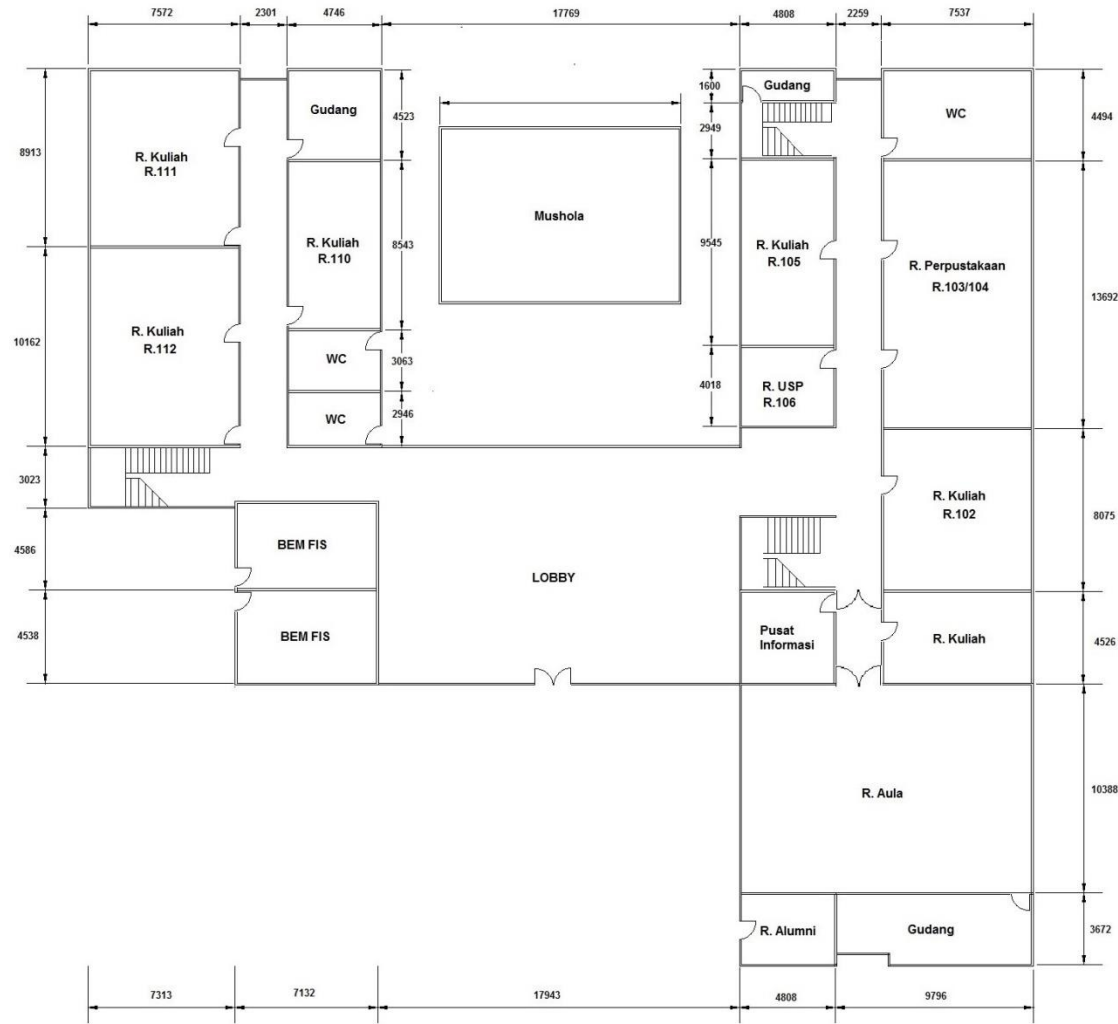 7572
2301
4746
17769
4808
2259
7537
8913
10162
3023
4586
4538
R. Kuliah
R.111
R. Kuliah
R.112
Gudang
R. Kuliah
R.110
WC
WC
4523
8543
3063
2946
Mushola
1600
2949
9545
4018
Gudang
R. Kuliah
R.105
R. USP
R.106
WC
R. Perpustakaan
R.103/104
R. Kuliah
R.102
R. Kuliah
4494
13692
8075
4526
10388
3672
BEM FIS
BEM FIS
LOBBY
Pusat
Informasi
R. Aula
R. Alumni
Gudang
7313
7132
17943
4808
9796